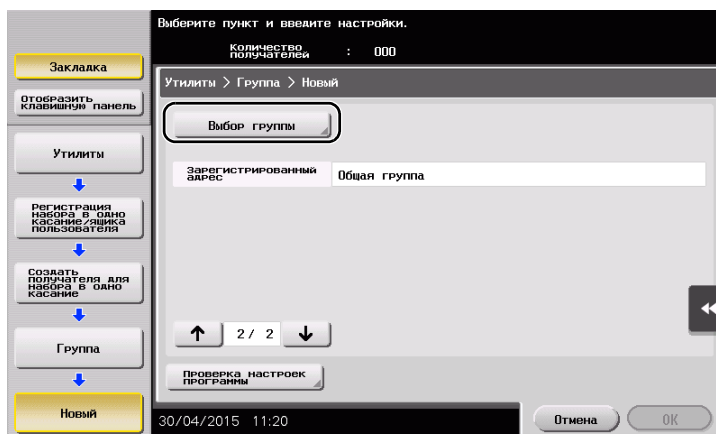 Выберите пункт и введите настройки.
Количество
получателей : 000
Закладка
Отобразить
клавишную панель
Утилиты > Группа > Новый
Выбор группы
Утилиты
Зарегистрированный
адрес
Общая группа
Регистрация
набора в одно
касание/ящика
пользователя
Создать
получателя для
набора в одно
касание
Группа
2/ 2
Проверка настроек
программы
Новый
30/04/2015 11:20
Отмена
OK